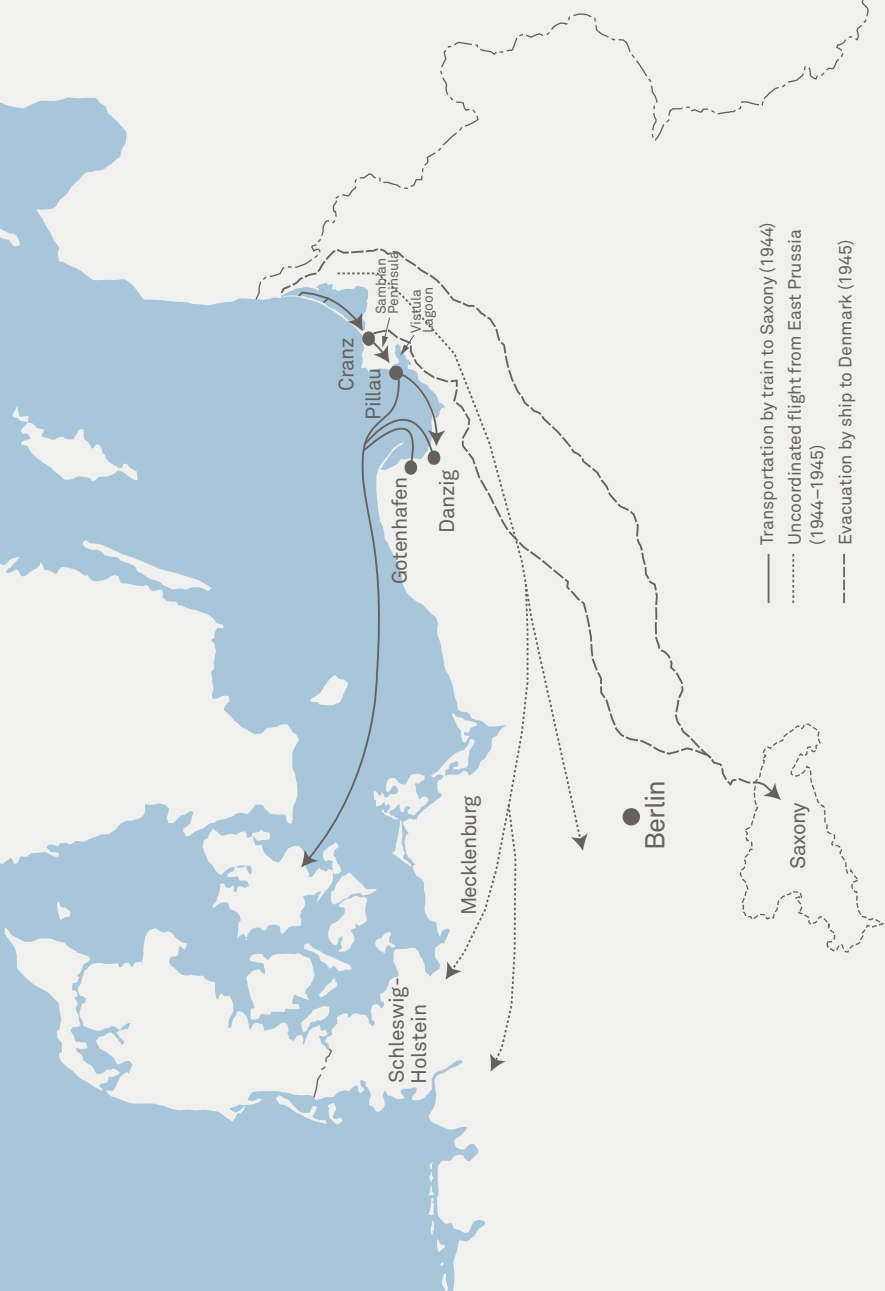 Sambian
Peninsula
Vistula
Lagoon
Cranz
Pillau
Gotenhafen
Danzig
Mecklenburg
Berlin
Saxony
Schleswig-
Holstein
Transportation by train to Saxony (1944)
Uncoordinated flight from East Prussia
(1944–1945)
Evacuation by ship to Denmark (1945)